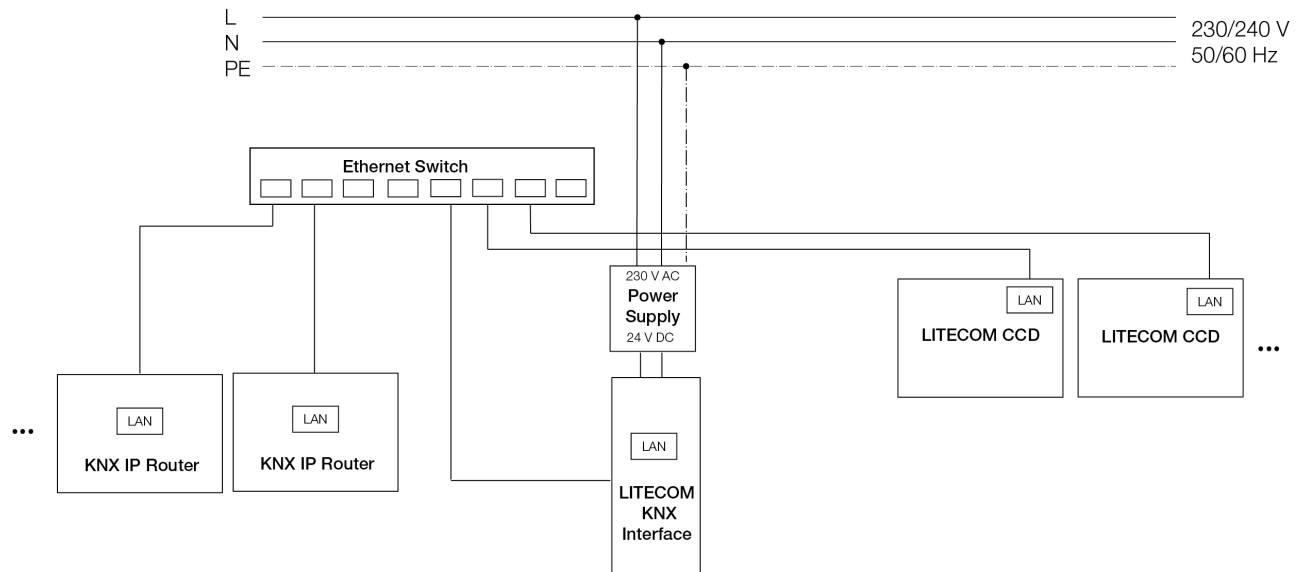 L
N
PE
230/240 V
50/60 Hz
Ethernet Switch
230 V AC
Power
Supply
24 V DC
LAN
LITECOM CCD
LAN
LITECOM CCD
...
...
LAN
KNX IP Router
LAN
KNX IP Router
LAN
LITECOM
KNX
Interface